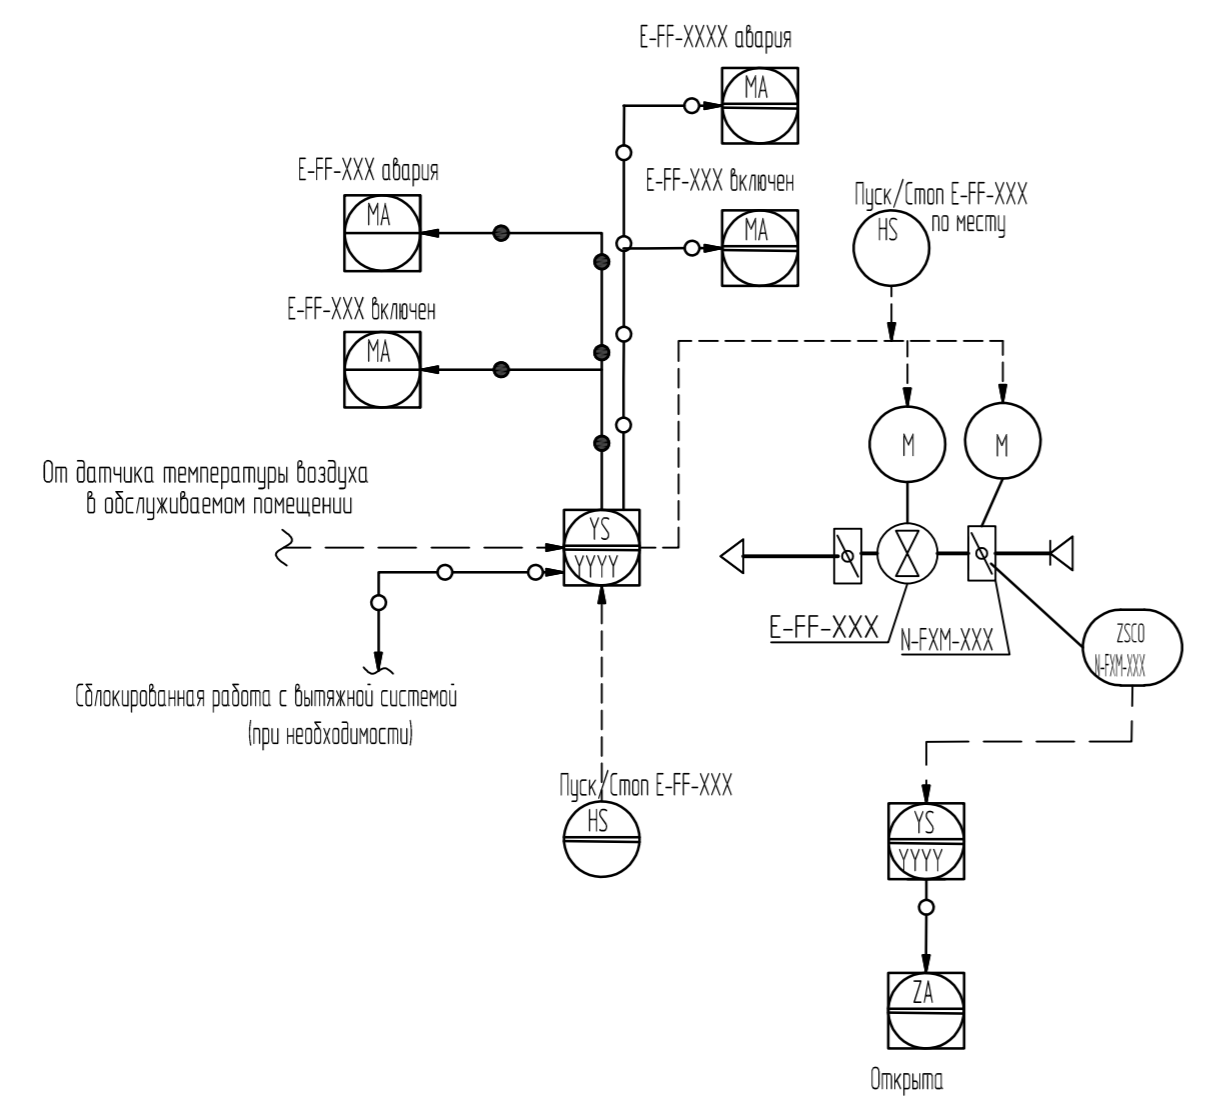 E-FF-XXXX авария
MA
E-FF-XXX авария
MA
E-FF-XXX включен
MA
Пуск/Стоп E-FF-XXX
по месту
HS
E-FF-XXX включен
MA
M
M
От датчика температуры воздуха
в обслуживаемом помещении
YS
YYYY
E-FF-XXX
N-FXM-XXX
ZSCO
N-FXM-XXX
Сблокированная работа с вытяжной системой
(при необходимости)
Пуск/Стоп E-FF-XXX
HS
YS
YYYY
ZA
Открыта